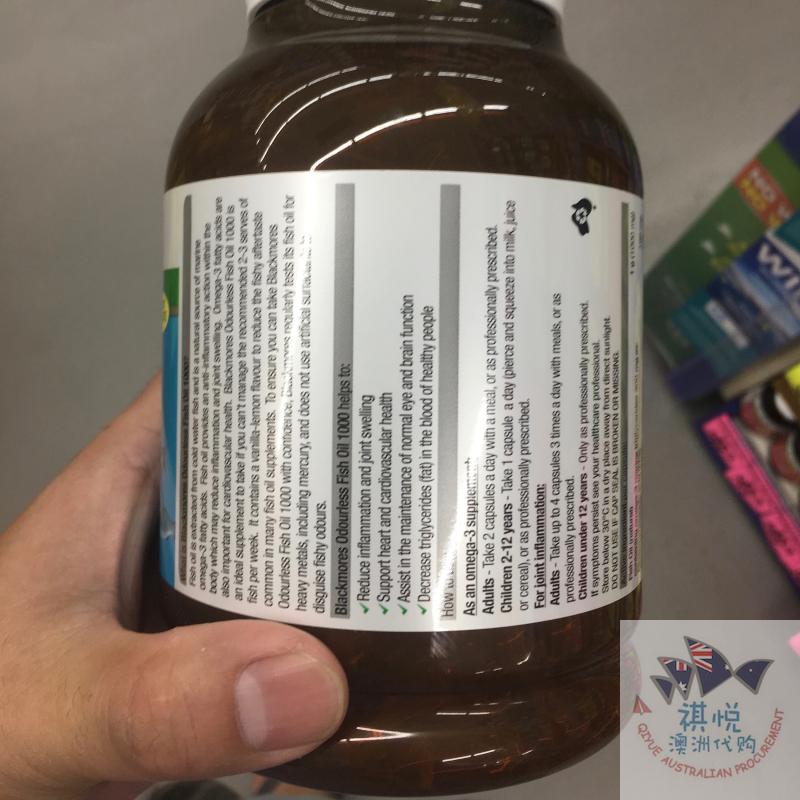 What is Blackmores Odourless Fish Oil 1000?
Fish oil is extracted from cold water fish and is a natural source of marine
omega-3 fatty acids. Fish oil provides an anti-inflammatory action within the
body which may reduce inflammation and joint swelling. Omega-3 fatty acids are
also important for cardiovascular health. Blackmores Odourless Fish Oil 1000 is
an ideal supplement to take if you can't manage the recommended 2-3 serves of
fish per week. It contains a vanilla-lemon flavour to reduce the fishy aftertaste
common in many fish oil supplements. To ensure you can take Blackmores
Odourless Fish Oil 1000 with confidence, Blackmores regularly tests its fish oil for
heavy metals, including mercury, and does not use artificial surfactants to
disguise fishy odours.
Blackmores Odourless Fish Oil 1000 helps to:
✓ Reduce inflammation and joint swelling
✓ Support heart and cardiovascular health
✓ Assist in the maintenance of normal eye and brain function
✓ Decrease triglycerides (fat) in the blood of healthy people
How to
As an omega-3 supplement:
Adults - Take 2 capsules a day with a meal, or as professionally prescribed.
Children 2-12 years - Take 1 capsule a day (pierce and squeeze into milk, juice
or cereal), or as professionally prescribed.
For joint inflammation:
Adults - Take up to 4 capsules 3 times a day with meals, or as
professionally prescribed.
Children under 12 years - Only as professionally prescribed.
If symptoms persist see your healthcare professional.
Store below 30°C in a dry place away from direct sunlight.
DO NOT USE IF CAP SEAL IS BROKEN OR MISSING.
祺悦
澳洲代购
QIYUE AUSTRALIAN PROCUREMENT